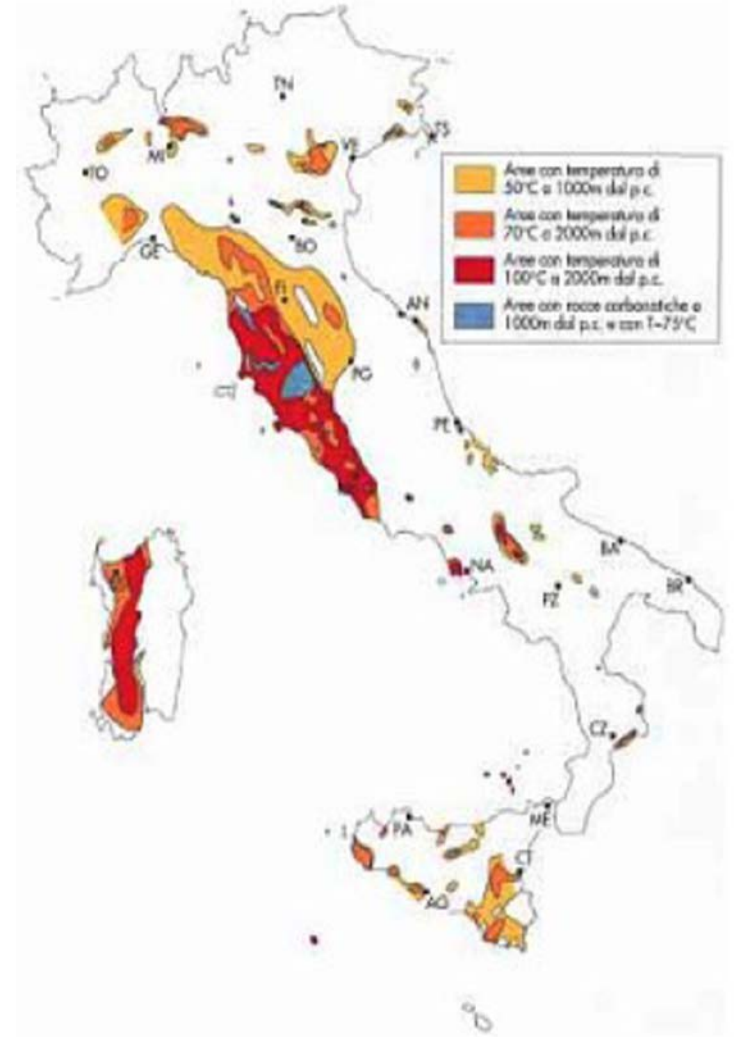 TN
TS
VE
MI
TO
Aree con temperatura di
50°C a 1000m dal p.c.
Aree con temperatura di
70°C a 2000m dal p.c.
Aree con temperatura di
100°C a 2000m dal p.c.
Aree con rocce carbonatiche a
1000m dal p.c. e con T~75°C
GE
BO
FI
AN
PG
PE
BA
NA
PZ
BR
CZ
ME
PA
CT
AG